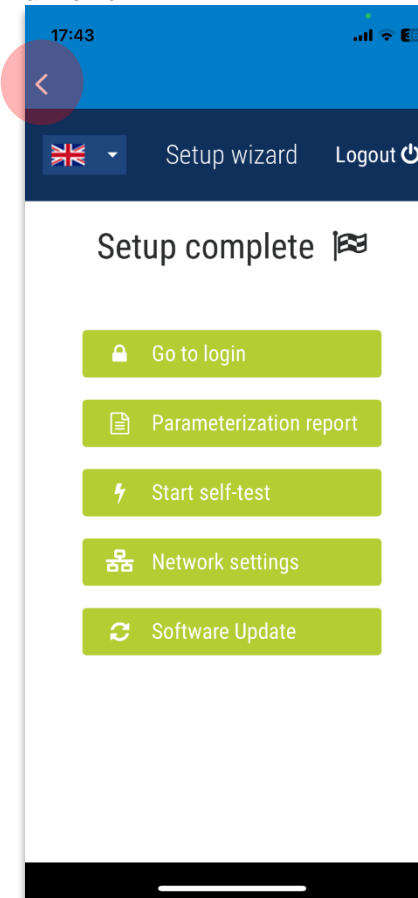 17:43
Setup wizard
Logout
Setup complete
Go to login
Parameterization report
Start self-test
Network settings
Software Update